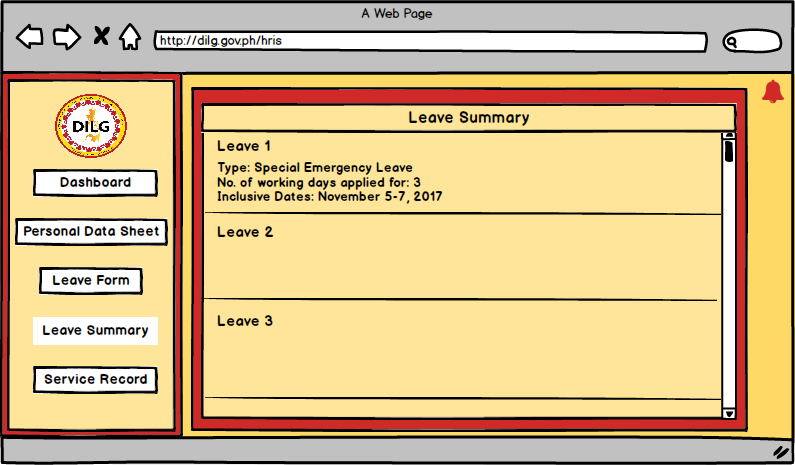 A Web Page
http://dilg.gov.ph/hris
DILG
Dashboard
Personal Data Sheet
Leave Form
Leave Summary
Service Record
Leave Summary
Leave 1
Type: Special Emergency Leave
No. of working days applied for: 3
Inclusive Dates: November 5-7, 2017
Leave 2
Leave 3